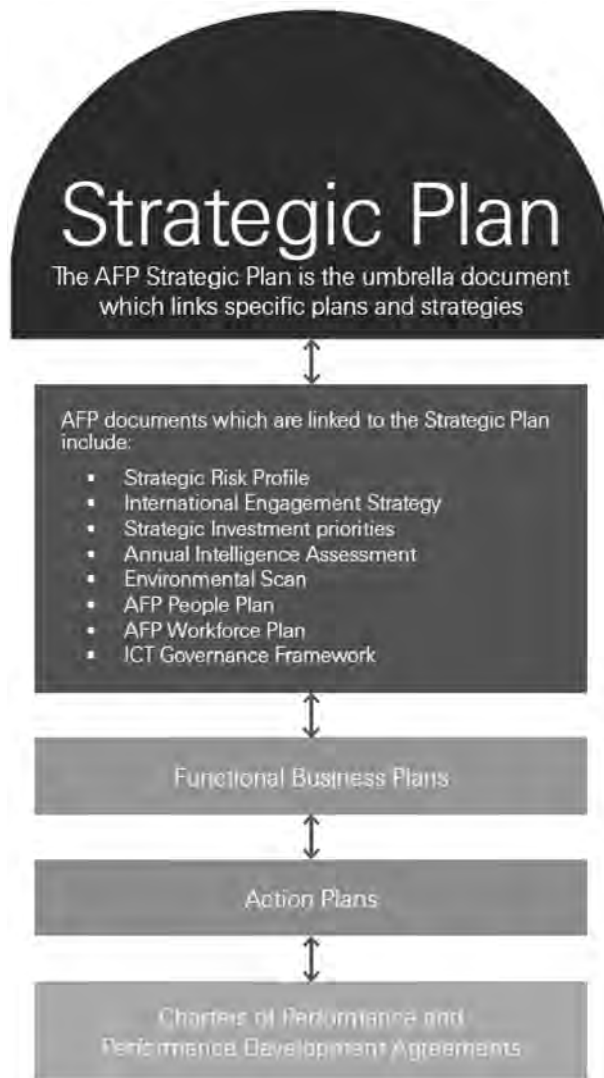 Strategic Plan
The AFP Strategic Plan is the umbrella document
which links specific plans and strategies
AFP documents which are linked to the Strategic Plan
include:
▪ Strategic Risk Profile
▪ International Engagement Strategy
▪ Strategic Investment priorities
▪ Annual Intelligence Assessment
▪ Environmental Scan
▪ AFP People Plan
▪ AFP Workforce Plan
▪ ICT Governance Framework
Functional Business Plans
Action Plans
Charters of Performance and
Performance Development Agreements